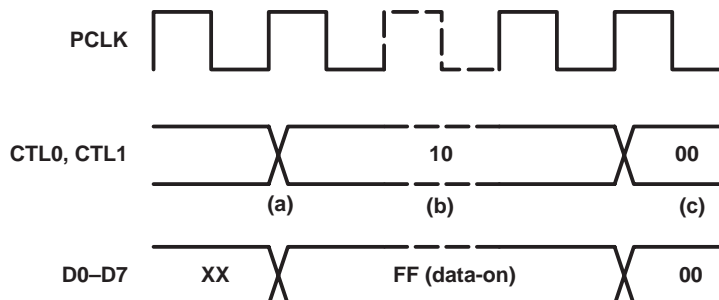 PCLK
CTL0, CTL1 10 00
(a) (b) (c)
D0–D7 XX FF (data-on) 00